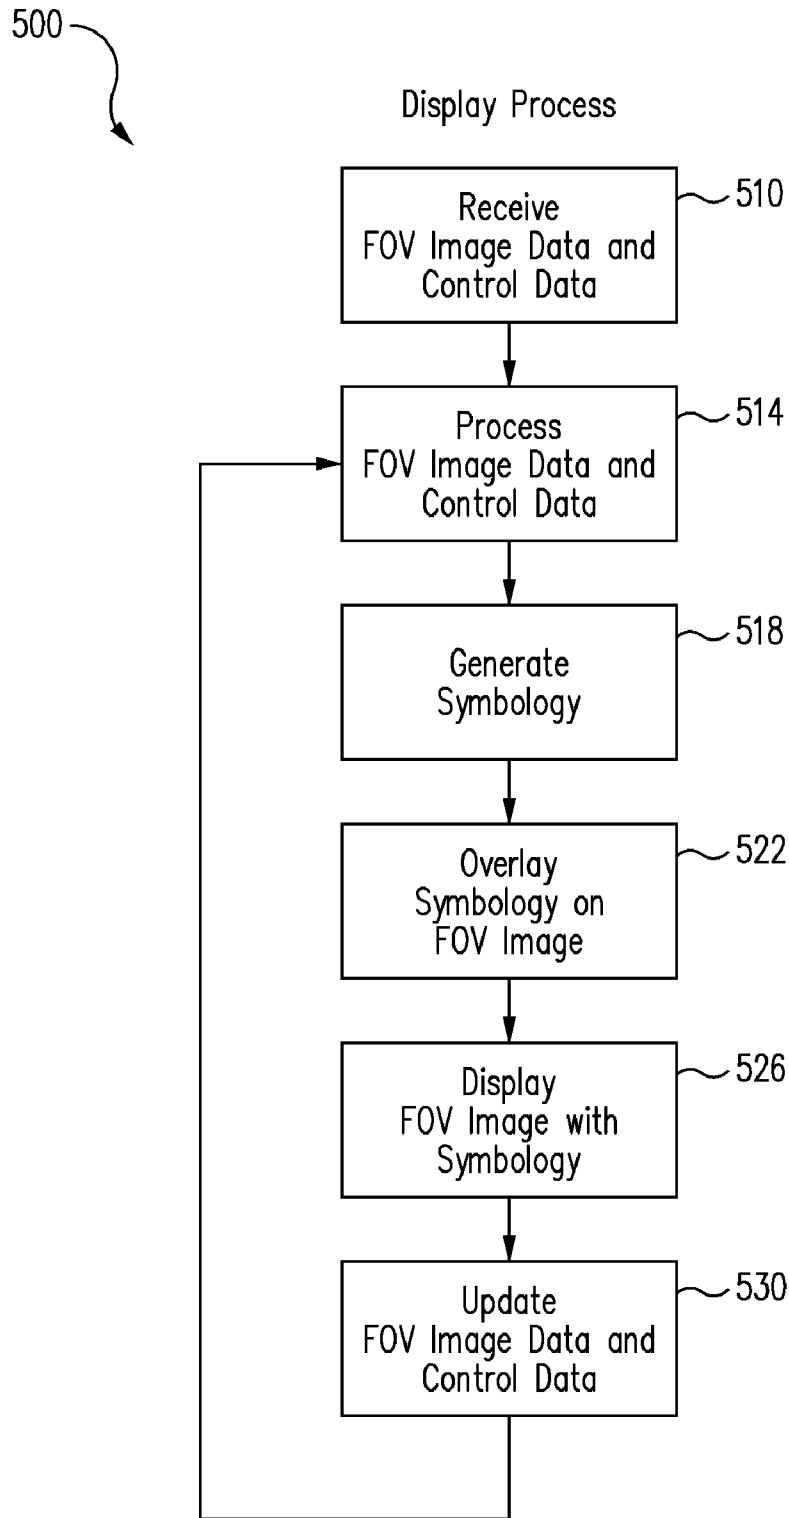 500
Display Process
Receive
FOV Image Data and
Control Data
510
Process
FOV Image Data and
Control Data
514
Generate
Symbology
518
Overlay
Symbology on
FOV Image
522
Display
FOV Image with
Symbology
526
Update
FOV Image Data and
Control Data
530